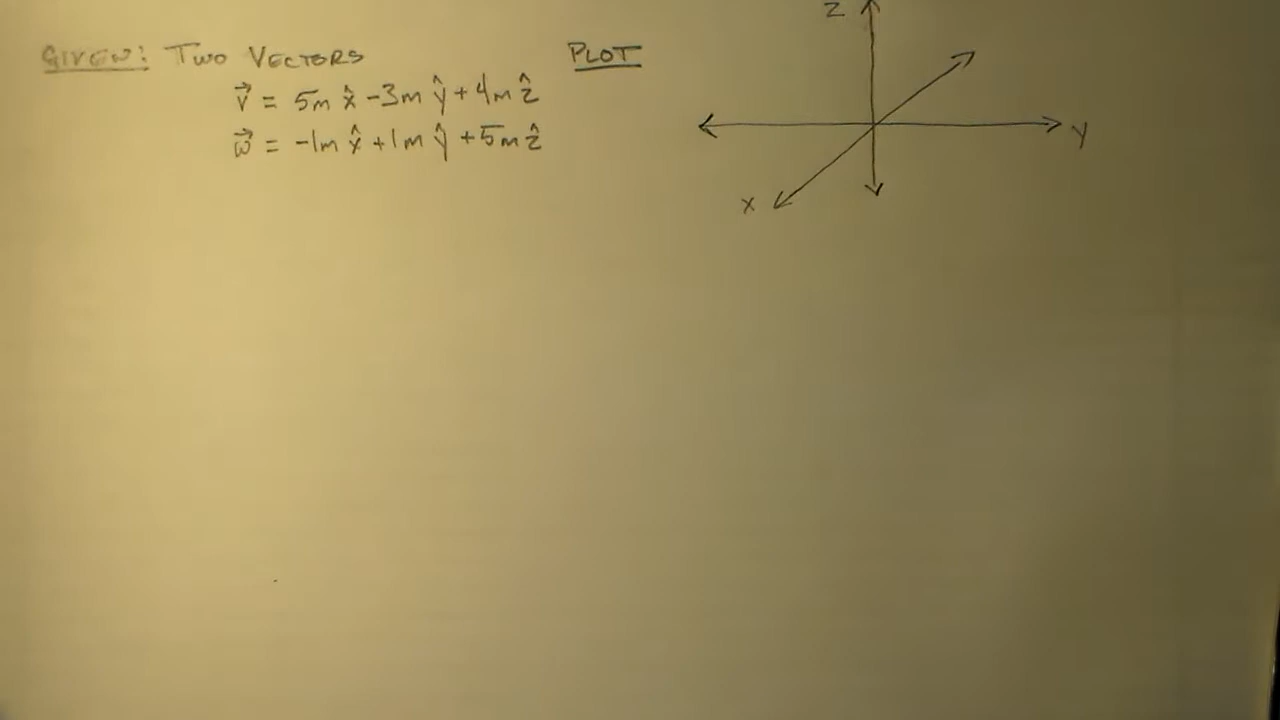 GIVEN: TWO VECTORS
v⃗ = 5m x̂ -3m ŷ + 4m ẑ
w⃗ = -1m x̂ + 1m ŷ + 5m ẑ
PLOT
z
y
x